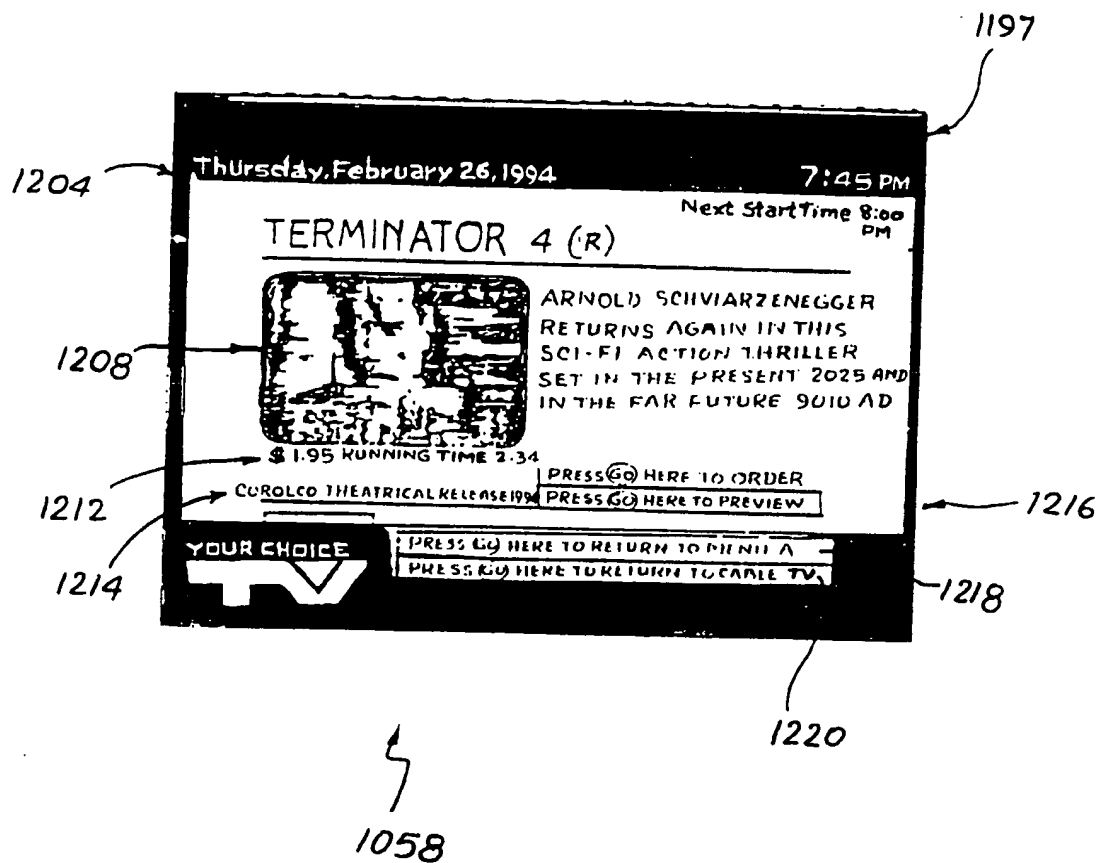 1197
Thursday, February 26, 1994 7:45 PM
1204
Next Start Time 8:00 PM
TERMINATOR 4 (R)
ARNOLD SCHVIARZENEGGER
RETURNS AGAIN IN THIS
SCI-FI ACTION THRILLER
SET IN THE PRESENT 2025 AND
IN THE FAR FUTURE 9010 AD
1208
$ 1.95 RUNNING TIME 2:34
PRESS GO HERE TO ORDER
1212
COROLCO THEATRICAL RELEASE 1994
PRESS GO HERE TO PREVIEW
1216
YOUR CHOICE
TV
PRESS GO HERE TO RETURN TO MENU A
PRESS GO HERE TO RETURN TO CABLE TV
1214
1218
1220
1058